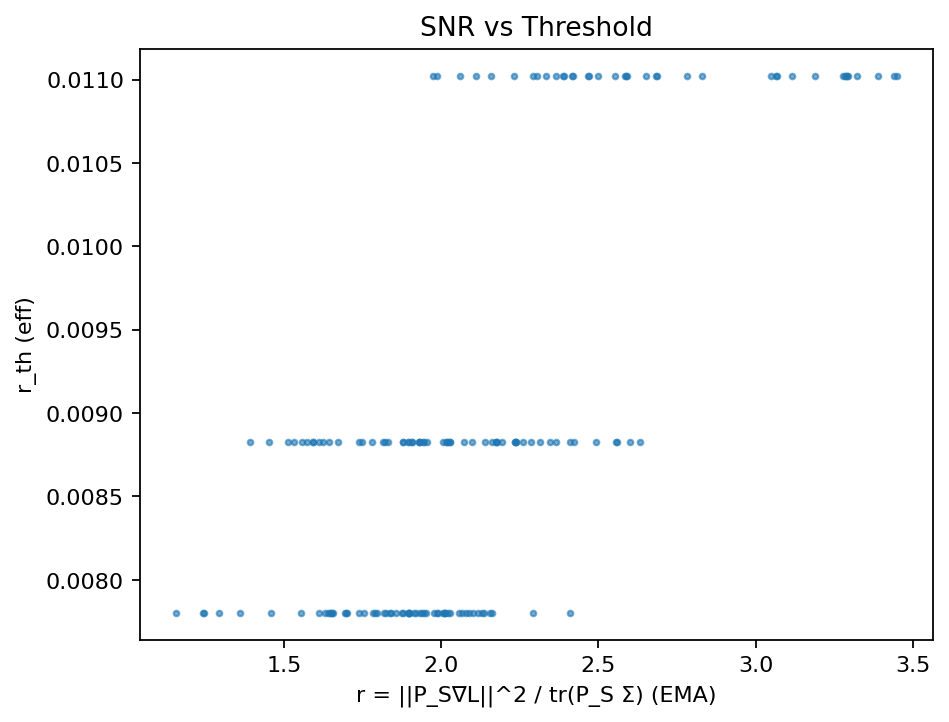 SNR vs Threshold
r_th (eff)
0.0110
0.0105
0.0100
0.0095
0.0090
0.0085
0.0080
1.5 2.0 2.5 3.0 3.5
r = ||P_S∇L||^2 / tr(P_S Σ) (EMA)